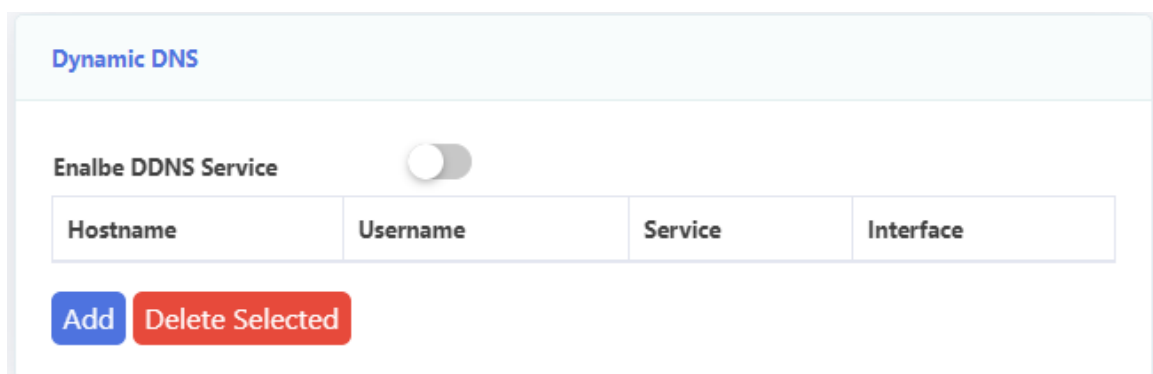 Dynamic DNS
Enalbe DDNS Service
Hostname Username Service Interface
Add Delete Selected